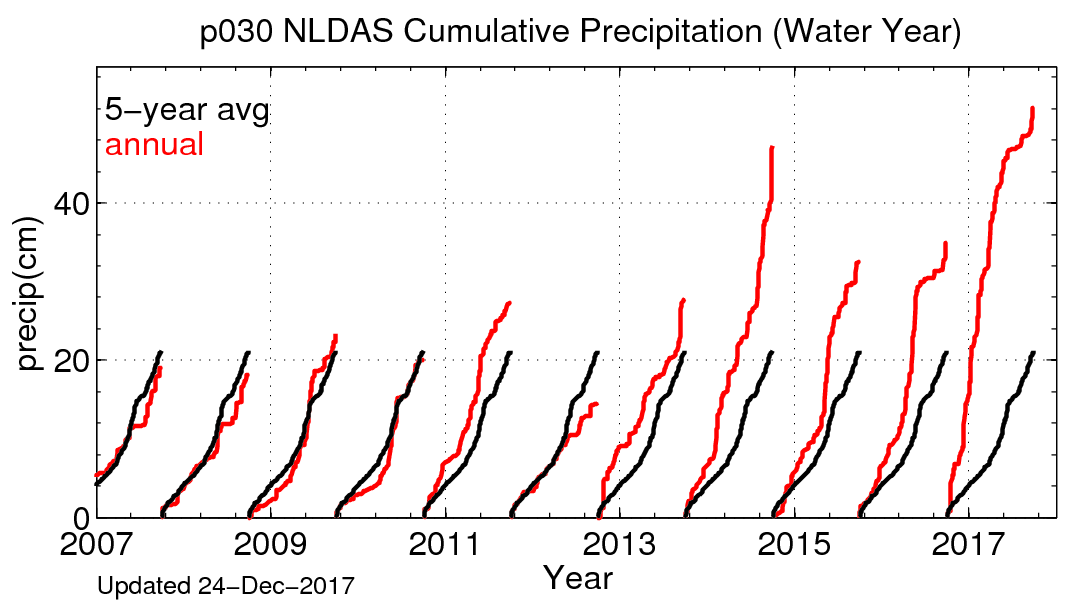 p030 NLDAS Cumulative Precipitation (Water Year)
5−year avg
annual
precip(cm)
40
20
0
2007 2009 2011 2013 2015 2017
Year
Updated 24−Dec−2017